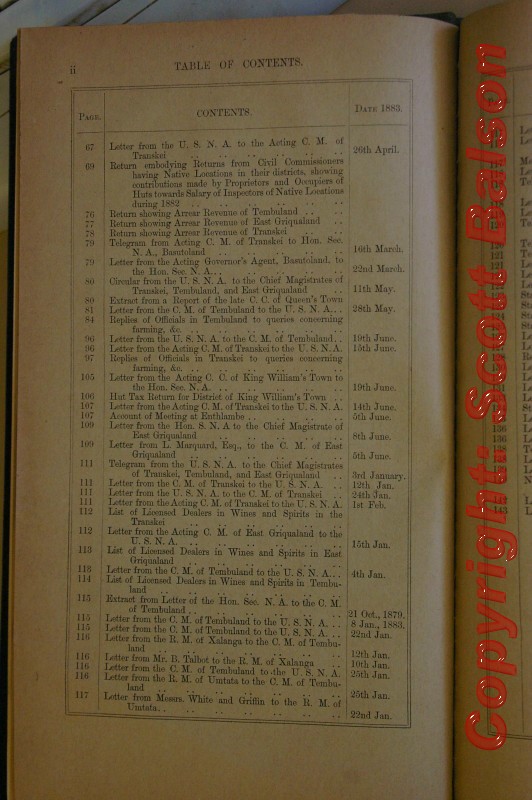 ii
TABLE OF CONTENTS.
PAGE. CONTENTS. DATE 1883.
67 Letter from the U. S. N. A. to the Acting C. M. of
Transkei .. .. .. .. .. 26th April.
69 Return embodying Returns from Civil Commissioners
having Native Locations in their districts, showing
contributions made by Proprietors and Occupiers of
Huts towards Salary of Inspectors of Native Locations
during 1882 .. .. .. .. ..
76 Return showing Arrear Revenue of Tembuland .. ..
77 Return showing Arrear Revenue of East Griqualand ..
78 Return showing Arrear Revenue of Transkei ..
79 Telegram from Acting C. M. of Transkei to Hon. Sec.
N. A., Basutoland .. .. .. .. 16th March.
79 Letter from the Acting Governor's Agent, Basutoland, to
the Hon. Sec. N. A... .. .. .. .. 22nd March.
80 Circular from the U. S. N. A. to the Chief Magistrates of
Transkei, Tembuland, and East Griqualand .. 11th May.
80 Extract from a Report of the late C. C. of Queen's Town
81 Letter from the C. M. of Tembuland to the U. S. N. A... 28th May.
84 Replies of Officials in Tembuland to queries concerning
farming, &c. .. .. .. .. ..
96 Letter from the U. S. N. A. to the C. M. of Tembuland.. 19th June.
96 Letter from the Acting C. M. of Transkei to the U. S. N. A. 15th June.
97 Replies of Officials in Transkei to queries concerning
farming, &c. .. .. .. .. ..
105 Letter from the Acting C. C. of King William's Town to
the Hon. Sec. N. A. .. .. .. .. 19th June.
106 Hut Tax Return for District of King William's Town ..
107 Letter from the Acting C. M. of Transkei to the U. S. N. A. 14th June.
107 Account of Meeting at Euthlambe .. .. .. .. 5th June.
109 Letter from the Hon. S. N. A. to the Chief Magistrate of
East Griqualand .. .. .. .. 8th June.
109 Letter from L. Marquard, Esq., to the C. M. of East
Griqualand .. .. .. .. .. 5th June.
111 Telegram from the U. S. N. A. to the Chief Magistrates
of Transkei, Tembuland, and East Griqualand .. 3rd January.
111 Letter from the C. M. of Transkei to the U. S. N. A. .. 12th Jan.
111 Letter from the U. S. N. A. to the C. M. of Transkei .. 24th Jan.
111 Letter from the Acting C. M. of Transkei to the U. S. N. A. 1st Feb.
112 List of Licensed Dealers in Wines and Spirits in the
Transkei .. .. .. .. ..
112 Letter from the Acting C. M. of East Griqualand to the
U. S. N. A. .. .. .. .. .. 15th Jan.
113 List of Licensed Dealers in Wines and Spirits in East
Griqualand .. .. .. .. ..
113 Letter from the C. M. of Tembuland to the U. S. N. A... 4th Jan.
114 List of Licensed Dealers in Wines and Spirits in Tembu-
land .. .. .. .. ..
115 Extract from Letter of the Hon. Sec. N. A. to the C. M.
of Tembuland .. .. .. .. .. 21 Oct., 1879.
115 Letter from the C. M. of Tembuland to the U. S. N. A. .. 8 Jan., 1883.
115 Letter from the C. M. of Tembuland to the U. S. N. A. .. 22nd Jan.
116 Letter from the R. M. of Xalanga to the C. M. of Tembu-
land .. .. .. .. .. 12th Jan.
116 Letter from Mr. B. Talbot to the R. M. of Xalanga .. 10th Jan.
116 Letter from the C. M. of Tembuland to the U. S. N. A. 25th Jan.
116 Letter from the R. M. of Umtata to the C. M. of Tembu-
land .. .. .. .. .. 25th Jan.
117 Letter from Messrs. White and Griffin to the R. M. of
Umtata.. .. .. .. .. .. 22nd Jan.
Copyright: Scott Balson